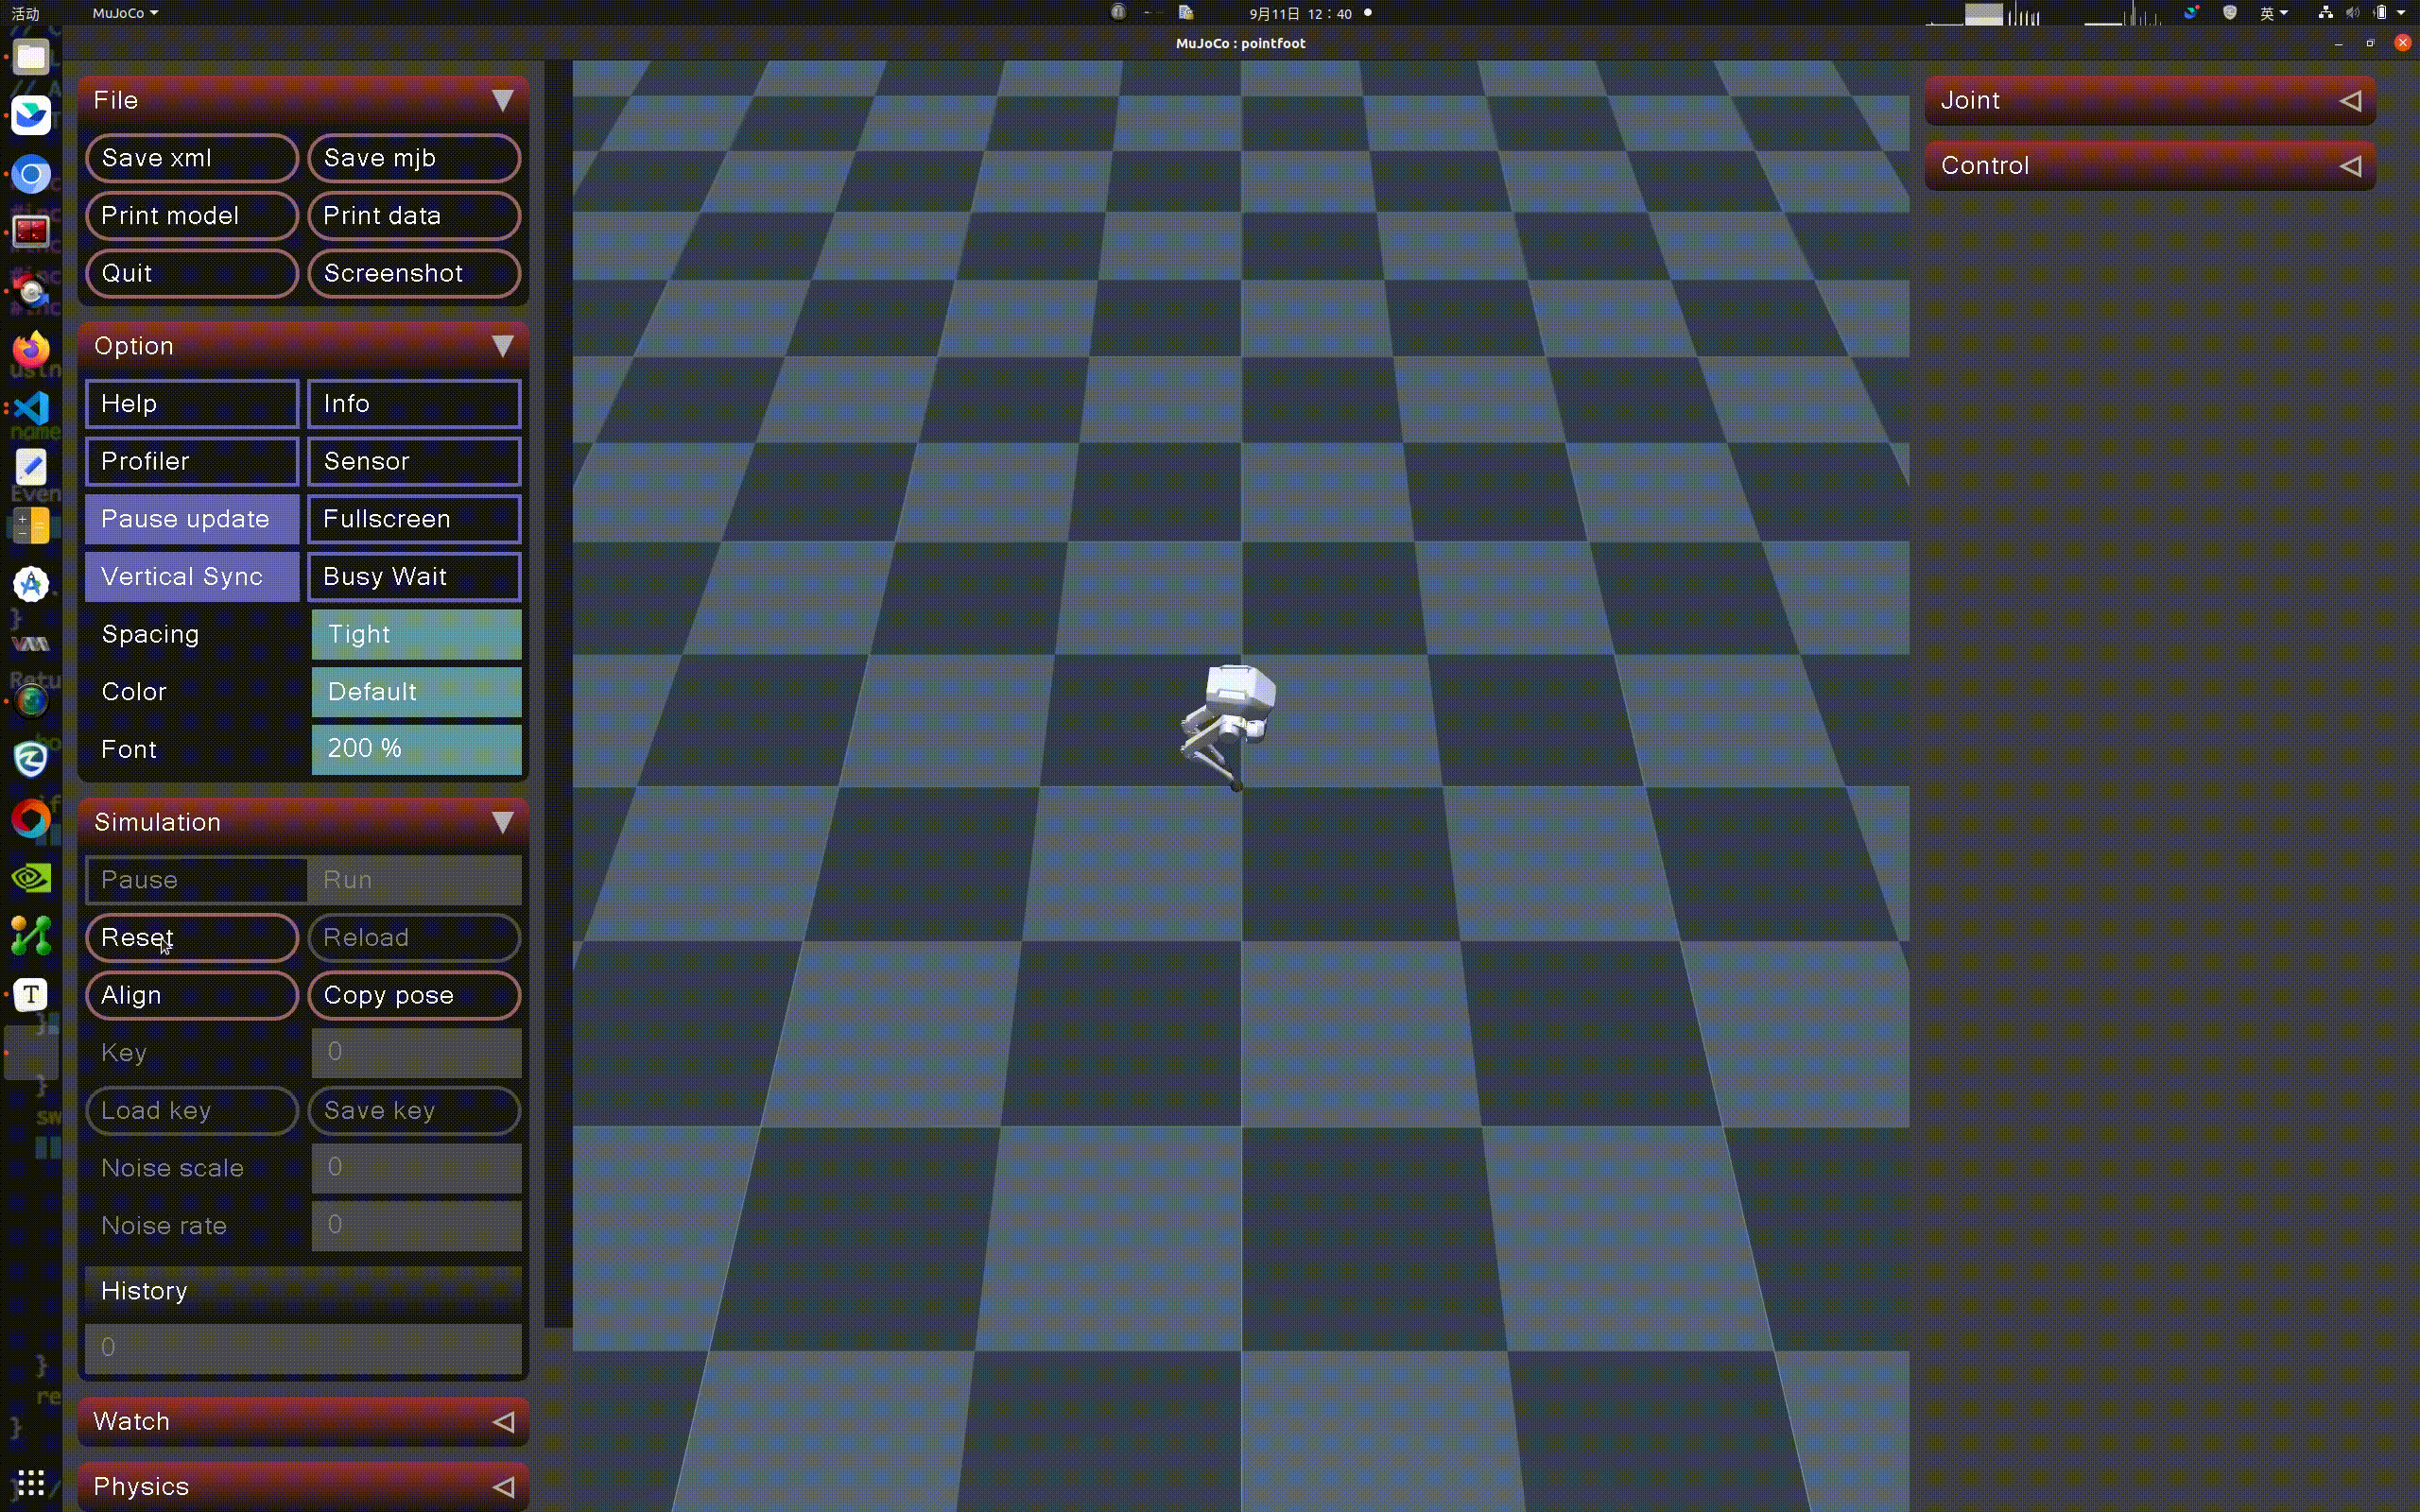 活动 MuJoCo 9月11日 12：40 英
MuJoCo : pointfoot
File
Save xml Save mjb
Print model Print data
Quit Screenshot
Option
Help Info
Profiler Sensor
Pause update Fullscreen
Vertical Sync Busy Wait
Spacing Tight
Color Default
Font 200 %
Simulation
Pause Run
Reset Reload
Align Copy pose
Key 0
Load key Save key
Noise scale 0
Noise rate 0
History
0
Watch
Physics
Joint
Control